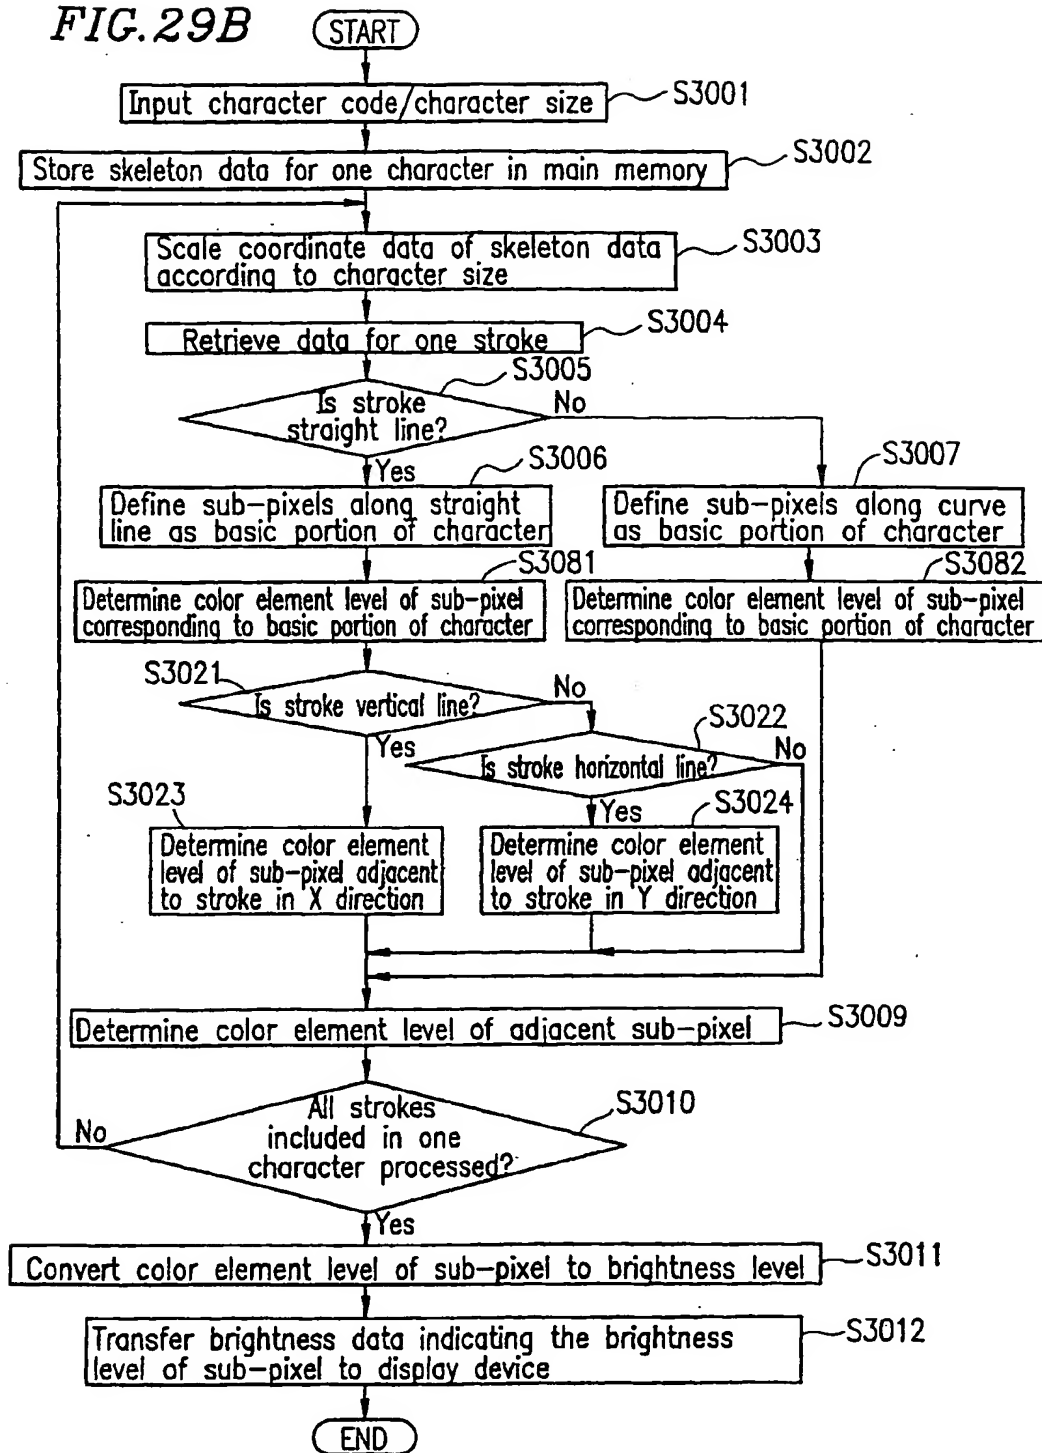 FIG. 29B
START
Input character code/character size
S3001
Store skeleton data for one character in main memory
S3002
Scale coordinate data of skeleton data
according to character size
S3003
Retrieve data for one stroke
S3004
S3005
Is stroke
straight line?
No
Yes
S3006
S3007
Define sub-pixels along straight
line as basic portion of character
Define sub-pixels along curve
as basic portion of character
S3081
S3082
Determine color element level of sub-pixel
corresponding to basic portion of character
Determine color element level of sub-pixel
corresponding to basic portion of character
S3021
Is stroke vertical line?
No
Yes
S3022
Is stroke horizontal line?
No
Yes
S3023
S3024
Determine color element
level of sub-pixel adjacent
to stroke in X direction
Determine color element
level of sub-pixel adjacent
to stroke in Y direction
Determine color element level of adjacent sub-pixel
S3009
All strokes
included in one
character processed?
S3010
No
Yes
Convert color element level of sub-pixel to brightness level
S3011
Transfer brightness data indicating the brightness
level of sub-pixel to display device
S3012
END